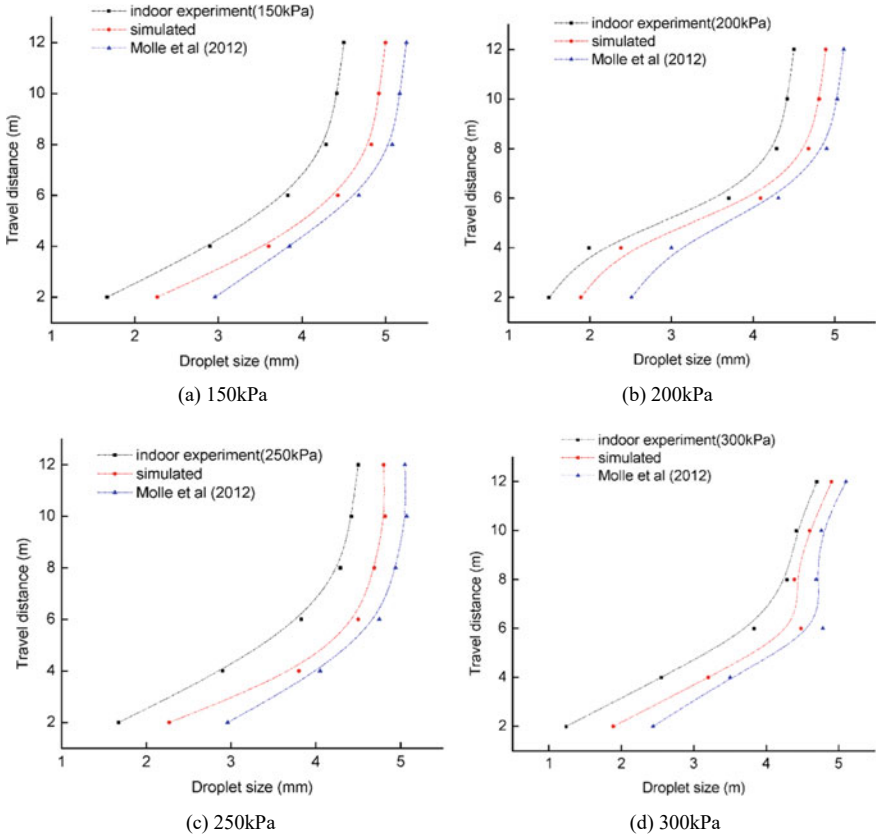 indoor experiment(150kPa)
simulated
Molle et al (2012)
12
10
8
6
4
2
Travel distance (m)
1 2 3 4 5
Droplet size (mm)
(a) 150kPa
indoor experiment (200kPa)
simulated
Molle et al (2012)
12
10
8
6
4
2
Travel distance (m)
1 2 3 4 5
Droplet size (mm)
(b) 200kPa
indoor experiment(250kPa)
simulated
Molle et al (2012)
12
10
8
6
4
2
Travel distance (m)
1 2 3 4 5
Droplet size (mm)
(c) 250kPa
indoor experiment(300kPa)
simulated
Molle et al (2012)
12
10
8
6
4
2
Travel distance (m)
1 2 3 4 5
Droplet size (m)
(d) 300kPa